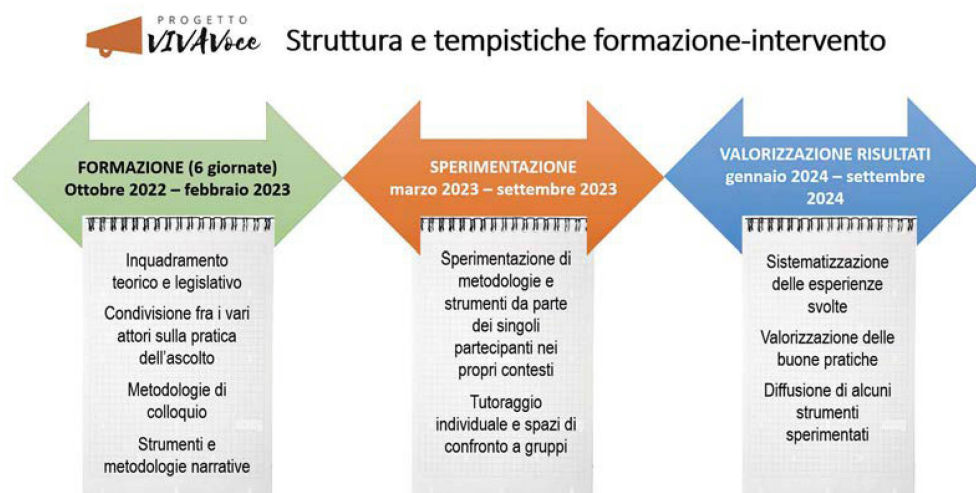 PROGETTO
VIVAVoce
Struttura e tempistiche formazione-intervento
FORMAZIONE (6 giornate)
Ottobre 2022 – febbraio 2023
Inquadramento
teorico e legislativo
Condivisione fra i vari
attori sulla pratica
dell'ascolto
Metodologie di
colloquio
Strumenti e
metodologie narrative
SPERIMENTAZIONE
marzo 2023 – settembre 2023
Sperimentazione di
metodologie e
strumenti da parte
dei singoli
partecipanti nei
propri contesti
Tutoraggio
individuale e spazi di
confronto a gruppi
VALORIZZAZIONE RISULTATI
gennaio 2024 – settembre
2024
Sistematizzazione
delle esperienze
svolte
Valorizzazione delle
buone pratiche
Diffusione di alcuni
strumenti
sperimentati